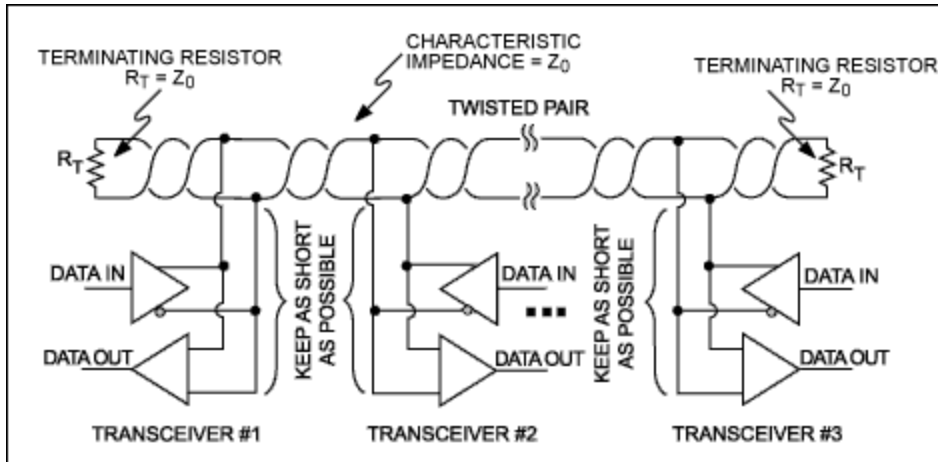 TERMINATING RESISTOR
R_T = Z_0
CHARACTERISTIC
IMPEDANCE = Z_0
TERMINATING RESISTOR
R_T = Z_0
TWISTED PAIR
R_T
R_T
DATA IN
DATA OUT
KEEP AS SHORT
AS POSSIBLE
DATA IN
DATA OUT
KEEP AS SHORT
AS POSSIBLE
DATA IN
DATA OUT
TRANSCEIVER #1
TRANSCEIVER #2
TRANSCEIVER #3